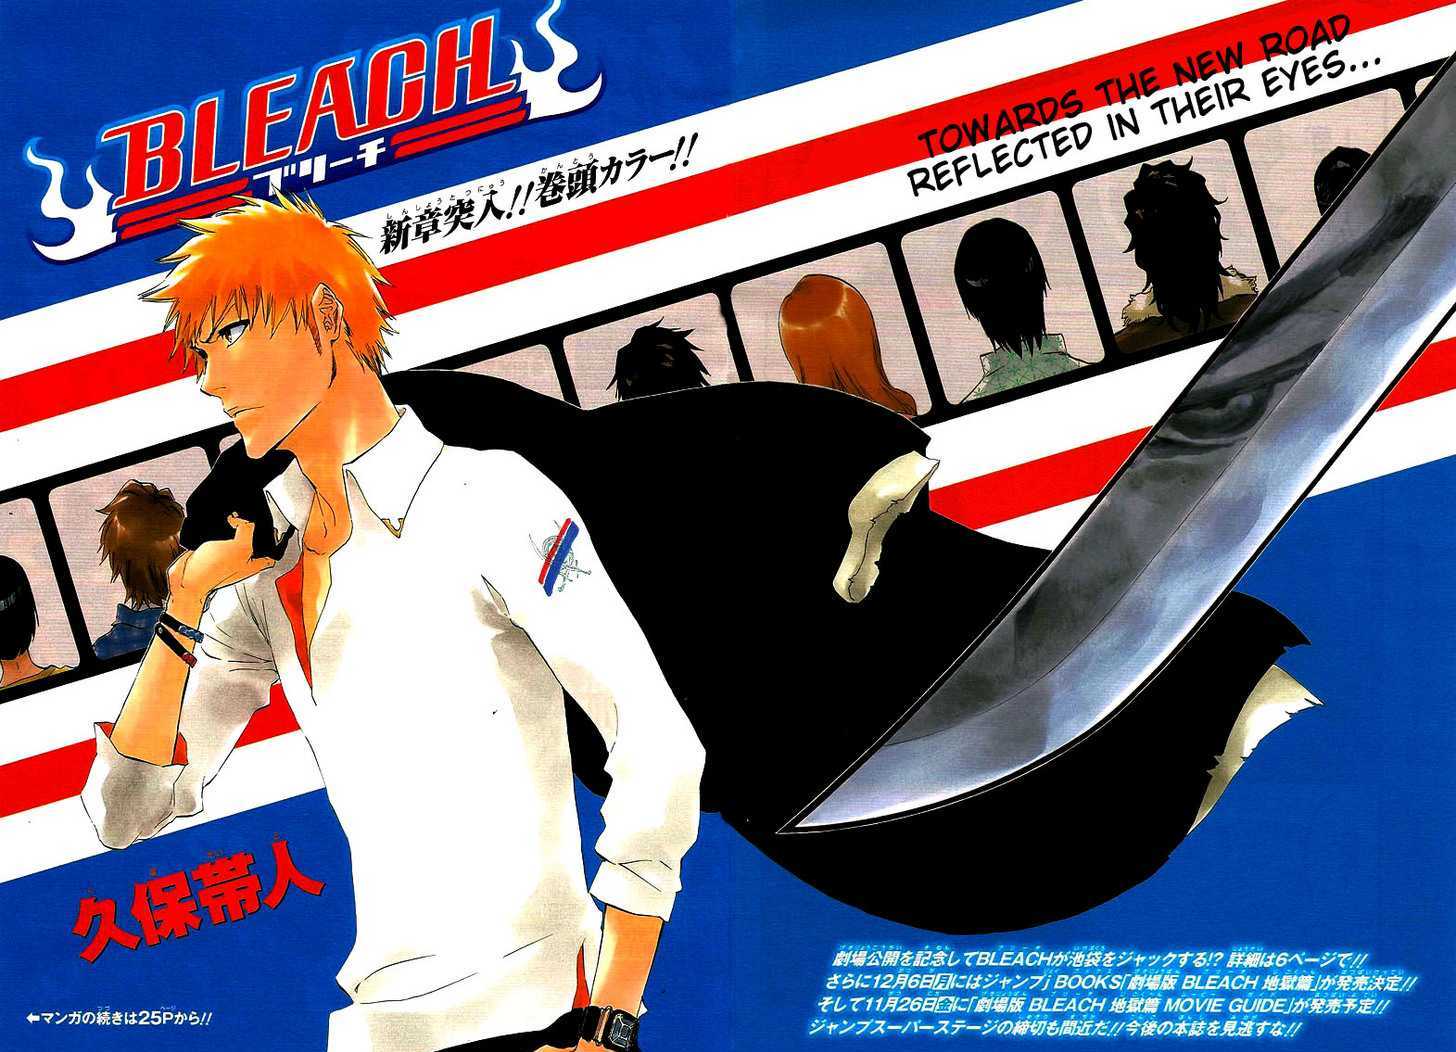 BLEACH
ブリーチ
新章突入!!巻頭カラー!!
TOWARDS THE NEW ROAD
REFLECTED IN THEIR EYES...
久保帯人
劇場公開を記念してBLEACHが池袋をジャックする!? 詳細は6ページで!!
さらに12月6日月にはジャンプ j BOOKS「劇場版 BLEACH 地獄篇」が発売決定!!
そして11月26日金に「劇場版 BLEACH 地獄篇 MOVIE GUIDE」が発売予定!!
ジャンプスーパーステージの締切も間近だ!!今後の本誌を見逃すな!!
←マンガの続きは25Pから!!